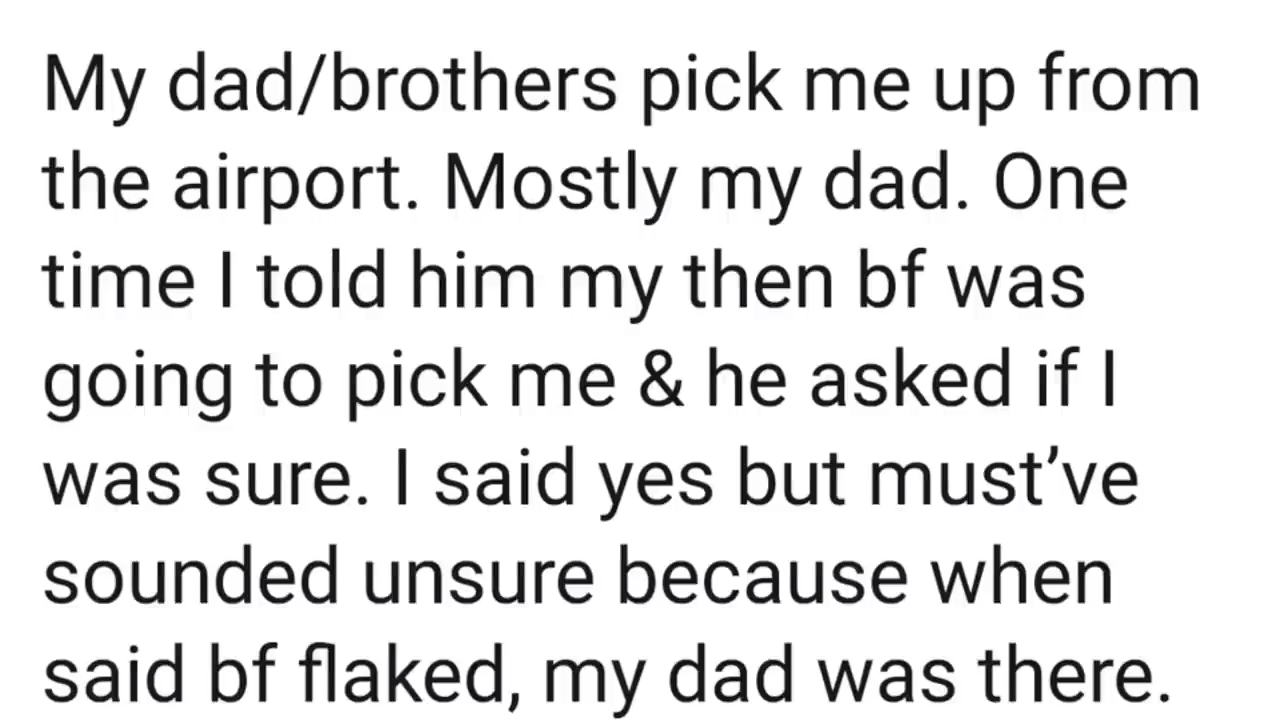 My dad/brothers pick me up from
the airport. Mostly my dad. One
time I told him my then bf was
going to pick me & he asked if I
was sure. I said yes but must’ve
sounded unsure because when
said bf flaked, my dad was there.